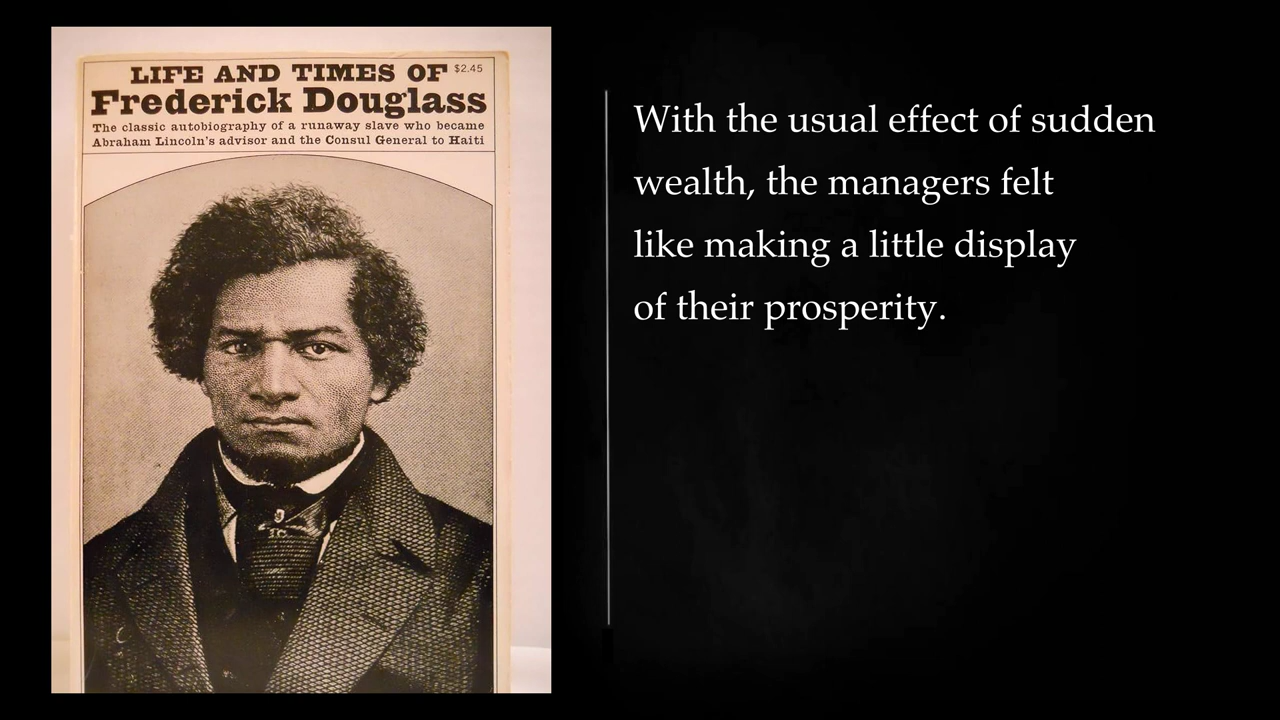 LIFE AND TIMES OF $2.45
Frederick Douglass
The classic autobiography of a runaway slave who became
Abraham Lincoln's advisor and the Consul General to Haiti
With the usual effect of sudden
wealth, the managers felt
like making a little display
of their prosperity.